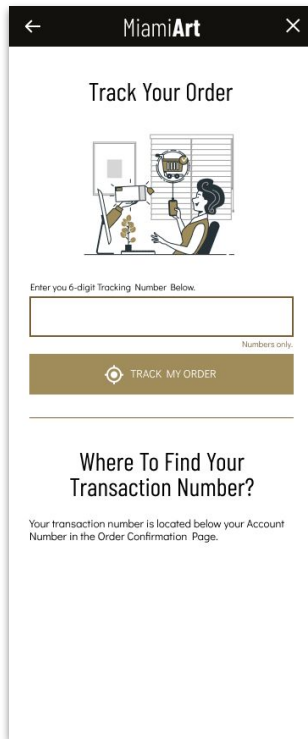 MiamiArt
Track Your Order
Enter you 6-digit Tracking Number Below.
Numbers only.
TRACK MY ORDER
Where To Find Your
Transaction Number?
Your transaction number is located below your Account
Number in the Order Confirmation Page.